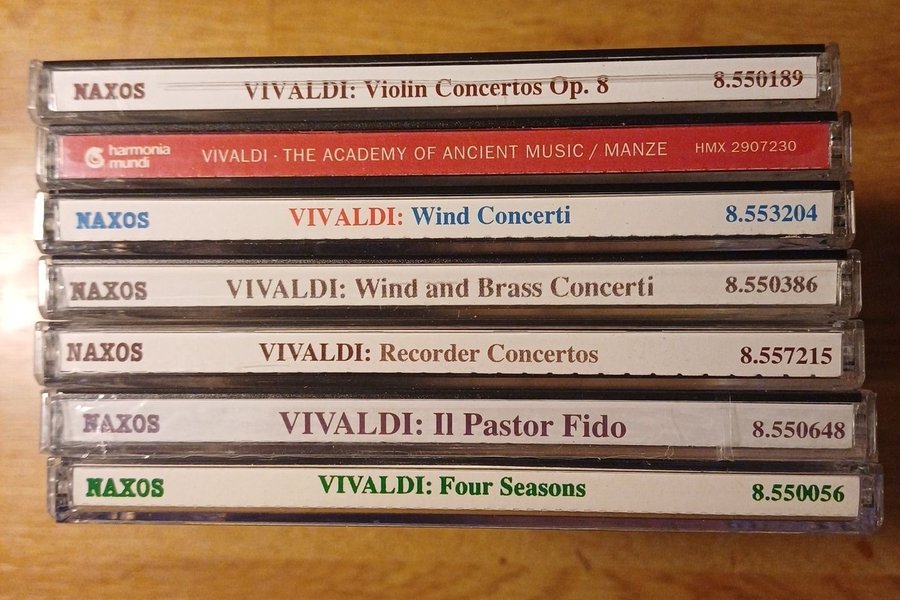 NAXOS VIVALDI: Violin Concertos Op. 8 8.550189
harmonia mundi VIVALDI · THE ACADEMY OF ANCIENT MUSIC / MANZE HMX 2907230
NAXOS VIVALDI: Wind Concerti 8.553204
NAXOS VIVALDI: Wind and Brass Concerti 8.550386
NAXOS VIVALDI: Recorder Concertos 8.557215
NAXOS VIVALDI: Il Pastor Fido 8.550648
NAXOS VIVALDI: Four Seasons 8.550056